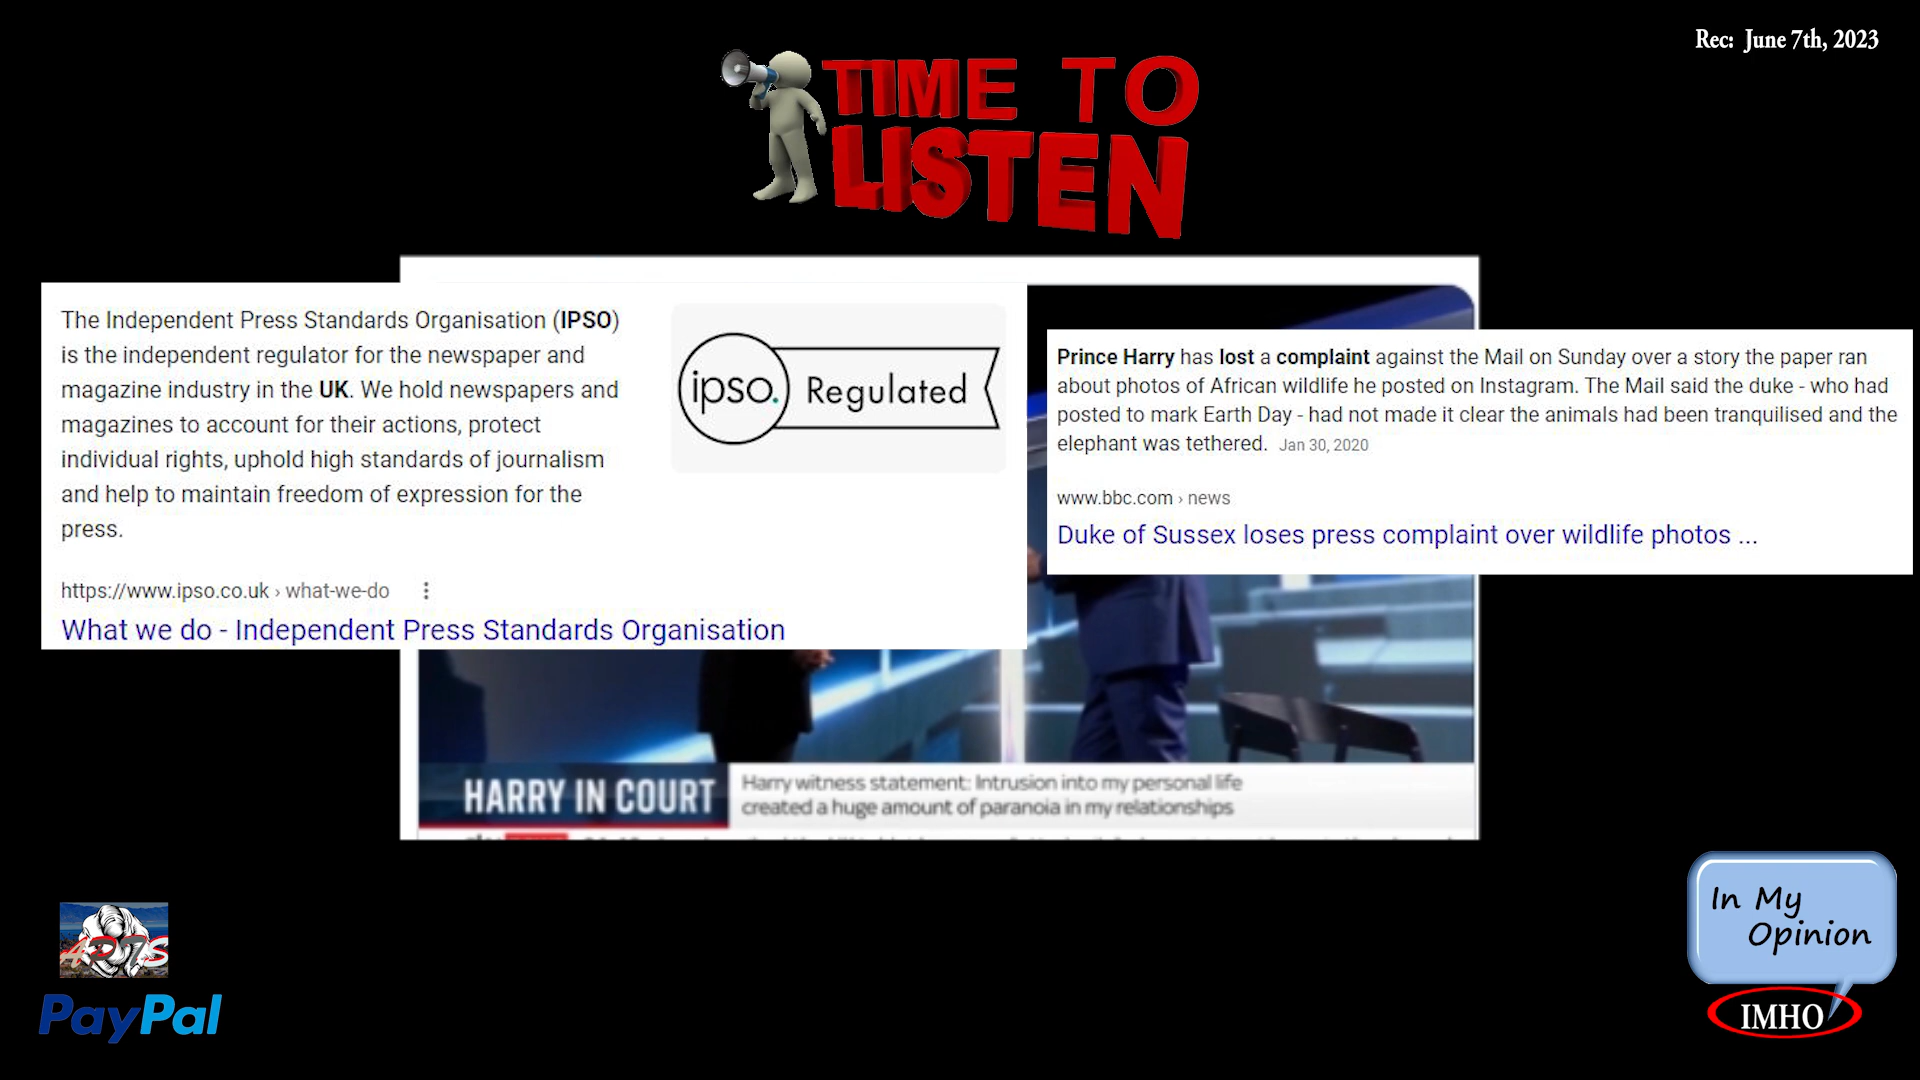 Rec: June 7th, 2023
TIME TO
LISTEN
The Independent Press Standards Organisation (IPSO)
is the independent regulator for the newspaper and
magazine industry in the UK. We hold newspapers and
magazines to account for their actions, protect
individual rights, uphold high standards of journalism
and help to maintain freedom of expression for the
press.
https://www.ipso.co.uk › what-we-do
What we do - Independent Press Standards Organisation
ipso. Regulated
Prince Harry has lost a complaint against the Mail on Sunday over a story the paper ran
about photos of African wildlife he posted on Instagram. The Mail said the duke - who had
posted to mark Earth Day - had not made it clear the animals had been tranquilised and the
elephant was tethered. Jan 30, 2020
www.bbc.com › news
Duke of Sussex loses press complaint over wildlife photos ...
HARRY IN COURT
Harry witness statement: Intrusion into my personal life
created a huge amount of paranoia in my relationships
PayPal
In My
Opinion
IMHO